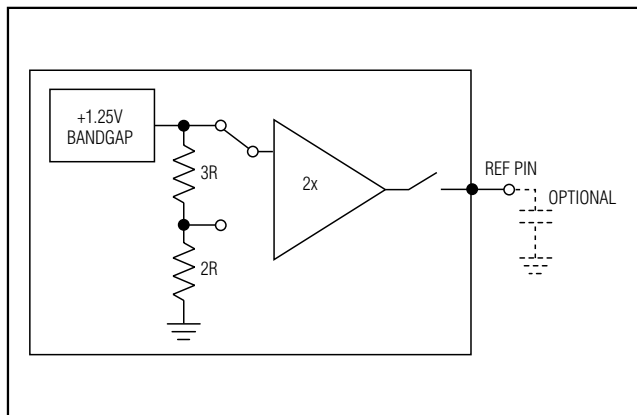 +1.25V
BANDGAP
3R
2x
REF PIN
OPTIONAL
2R